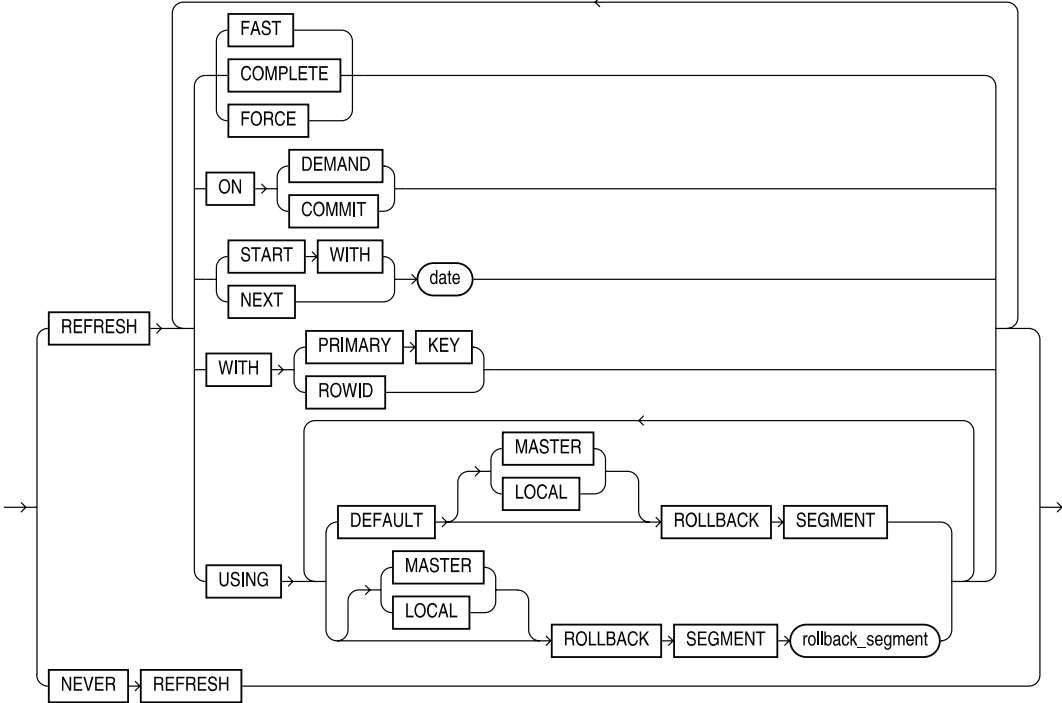 FAST
COMPLETE
FORCE
ON
DEMAND
COMMIT
START WITH
NEXT
date
REFRESH
WITH
PRIMARY KEY
ROWID
USING
DEFAULT
MASTER
LOCAL
ROLLBACK SEGMENT
MASTER
LOCAL
ROLLBACK SEGMENT rollback_segment
NEVER REFRESH